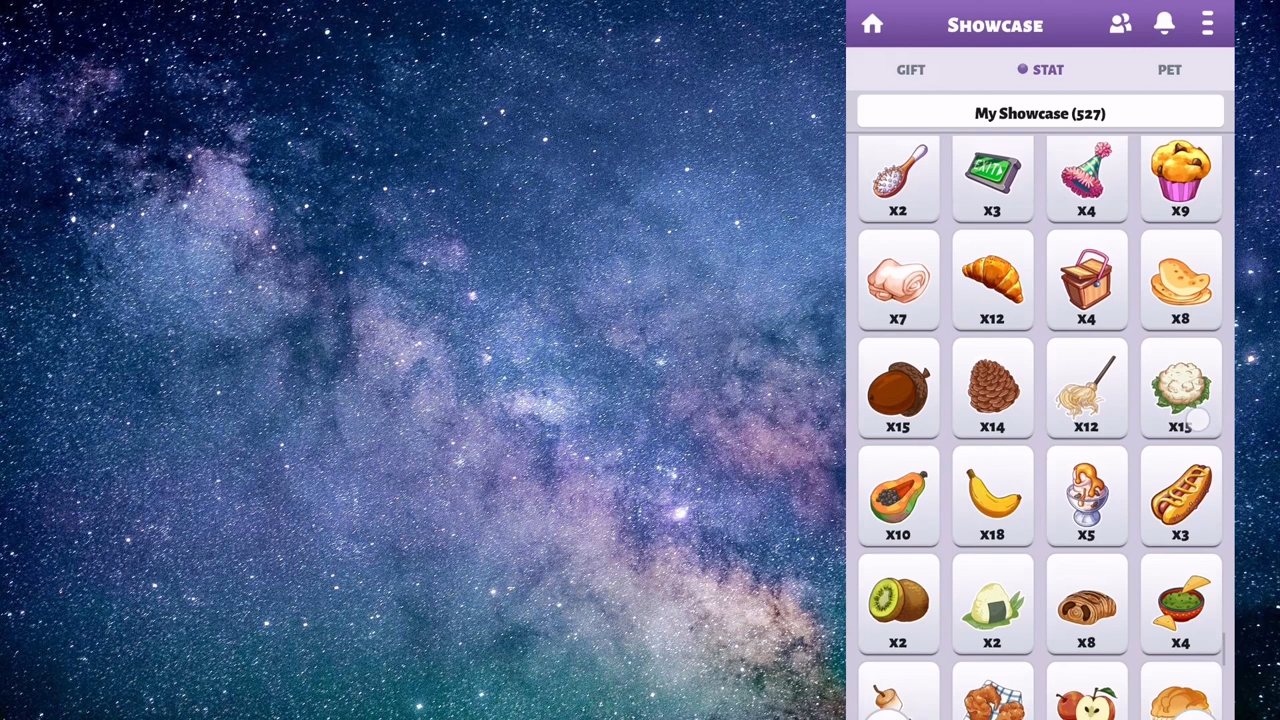 SHOWCASE
GIFT STAT PET
My Showcase (527)
EXIT
X2 X3 X4 X9
X7 X12 X4 X8
X15 X14 X12 X15
X10 X18 X5 X3
X2 X2 X8 X4